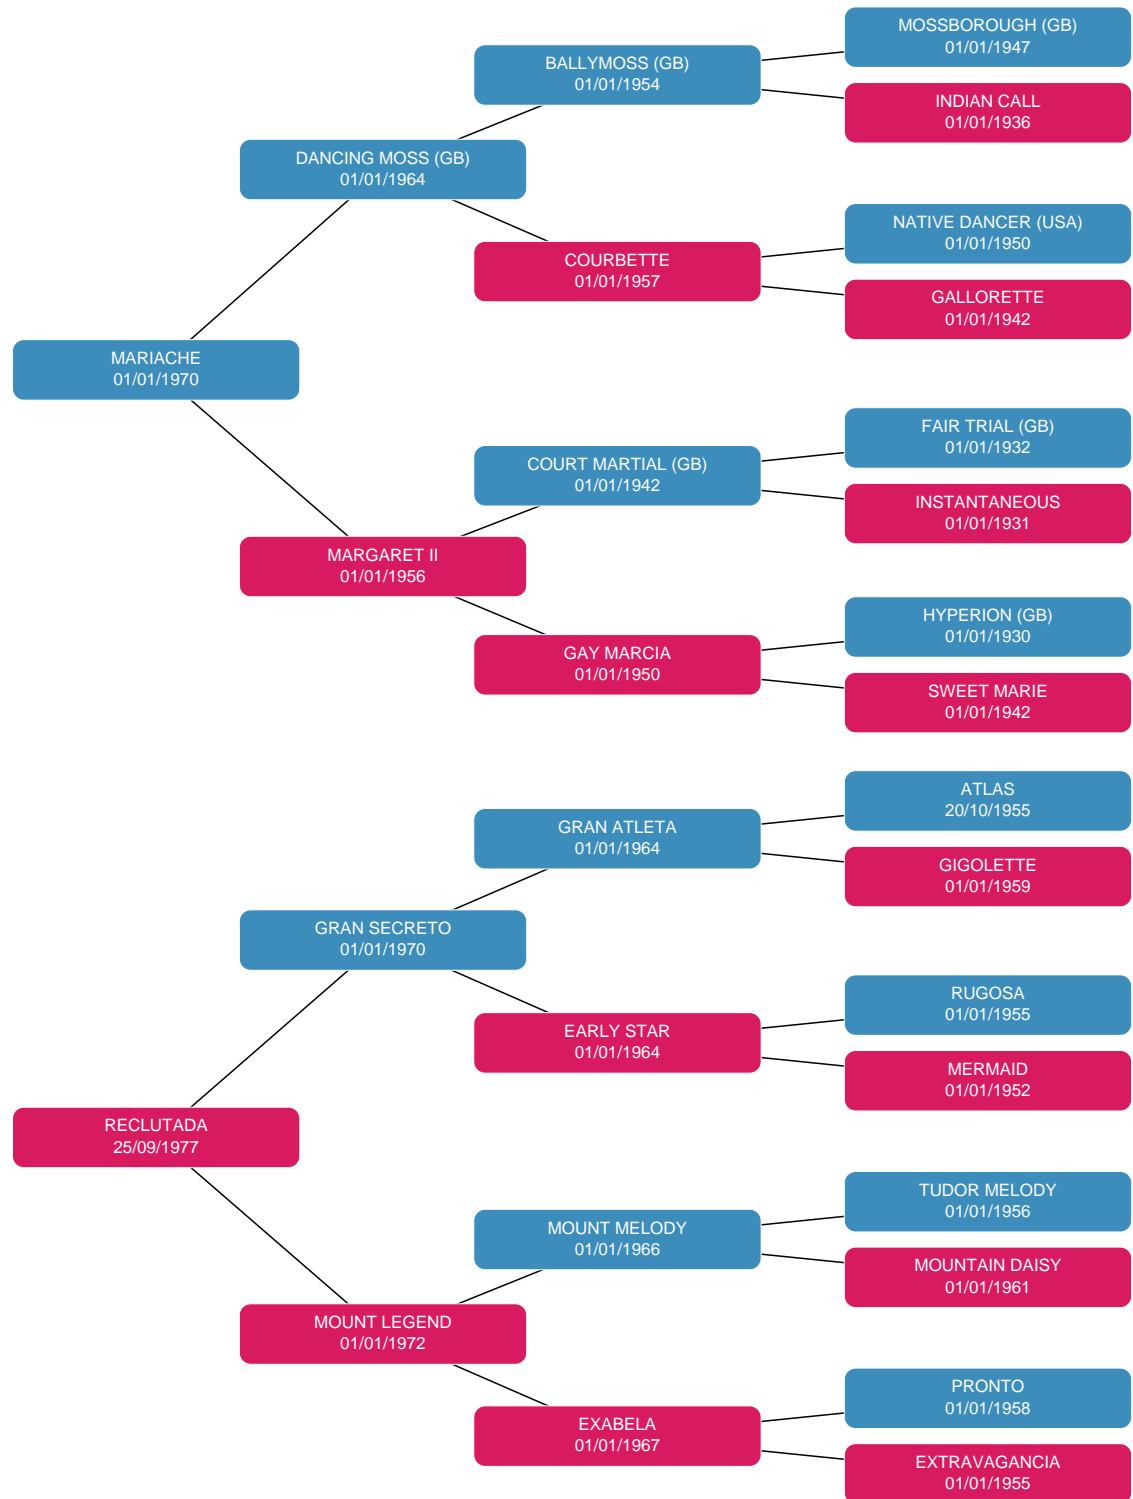 MOSSBOROUGH (GB)
01/01/1947
BALLYMOSS (GB)
01/01/1954
INDIAN CALL
01/01/1936
DANCING MOSS (GB)
01/01/1964
NATIVE DANCER (USA)
01/01/1950
COURBETTE
01/01/1957
GALLORETTE
01/01/1942
MARIACHE
01/01/1970
FAIR TRIAL (GB)
01/01/1932
COURT MARTIAL (GB)
01/01/1942
INSTANTANEOUS
01/01/1931
MARGARET II
01/01/1956
HYPERION (GB)
01/01/1930
GAY MARCIA
01/01/1950
SWEET MARIE
01/01/1942
ATLAS
20/10/1955
GRAN ATLETA
01/01/1964
GIGOLETTE
01/01/1959
GRAN SECRETO
01/01/1970
RUGOSA
01/01/1955
EARLY STAR
01/01/1964
MERMAID
01/01/1952
RECLUTADA
25/09/1977
TUDOR MELODY
01/01/1956
MOUNT MELODY
01/01/1966
MOUNTAIN DAISY
01/01/1961
MOUNT LEGEND
01/01/1972
PRONTO
01/01/1958
EXABELA
01/01/1967
EXTRAVAGANCIA
01/01/1955